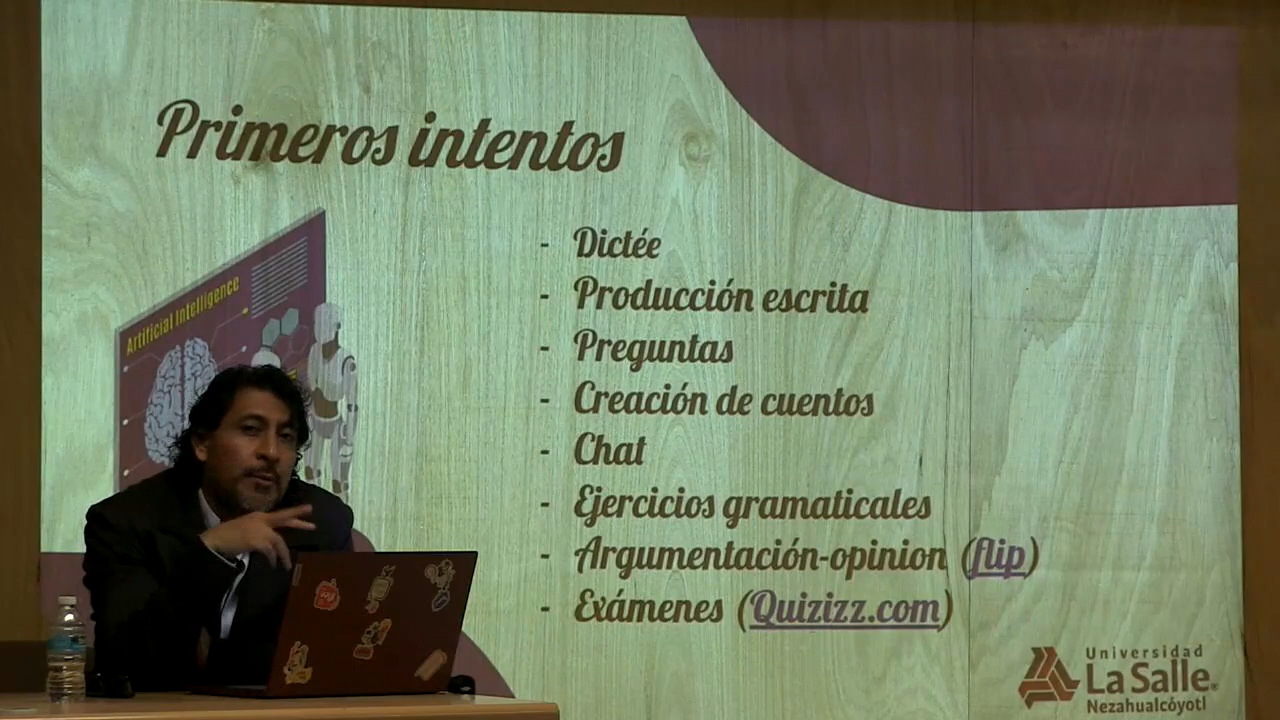 Primeros intentos
Artificial Intelligence
- Dictée
- Producción escrita
- Preguntas
- Creación de cuentos
- Chat
- Ejercicios gramaticales
- Argumentación-opinion (flip)
- Exámenes (Quizizz.com)
Universidad
La Salle®
Nezahualcóyotl